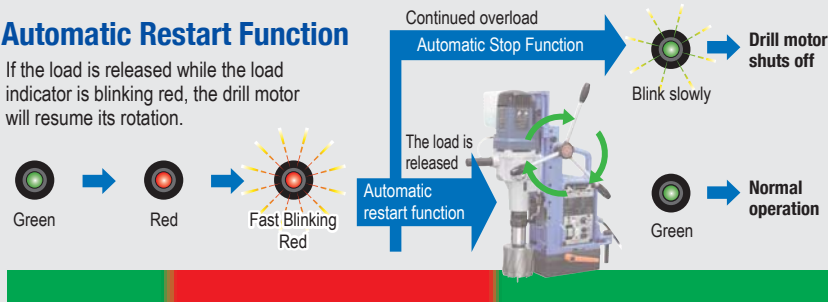 Automatic Restart Function
If the load is released while the load
indicator is blinking red, the drill motor
will resume its rotation.
Green
Red
Fast Blinking
Red
Continued overload
Automatic Stop Function
The load is
released
Automatic
restart function
Blink slowly
Drill motor
shuts off
Green
Normal
operation